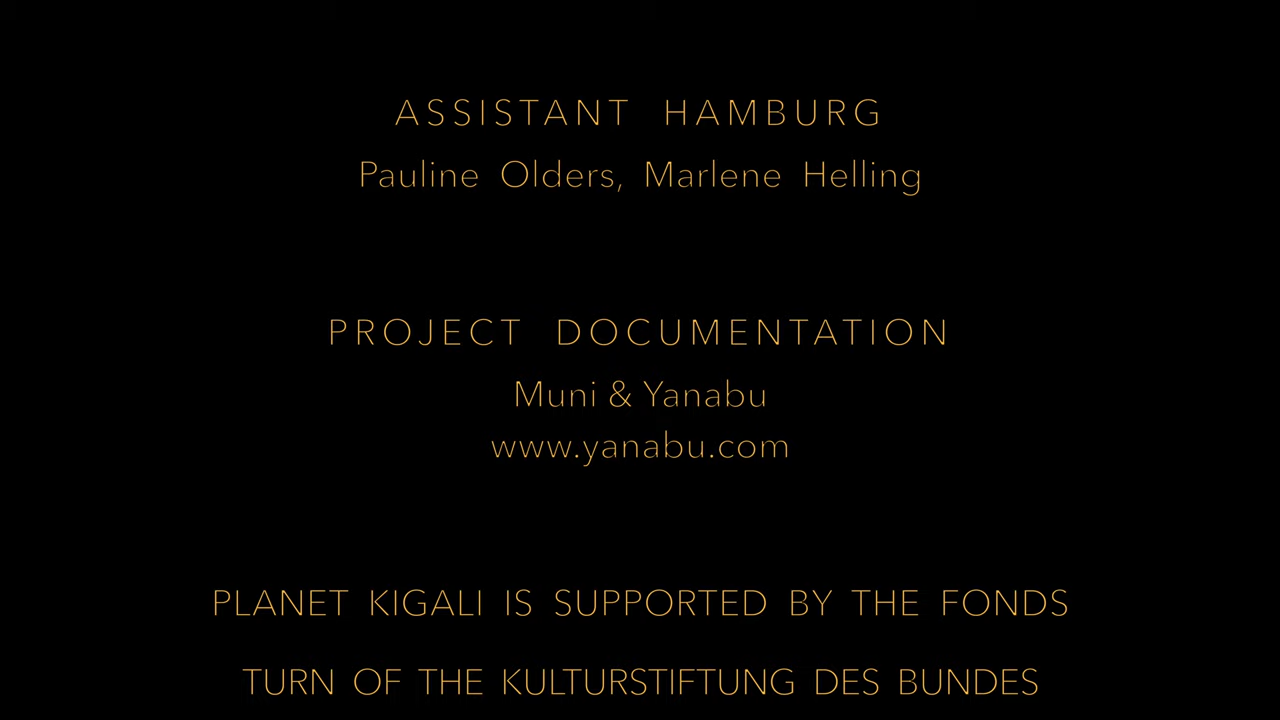 ASSISTANT HAMBURG
Pauline Olders, Marlene Helling
PROJECT DOCUMENTATION
Muni & Yanabu
www.yanabu.com
PLANET KIGALI IS SUPPORTED BY THE FONDS
TURN OF THE KULTURSTIFTUNG DES BUNDES